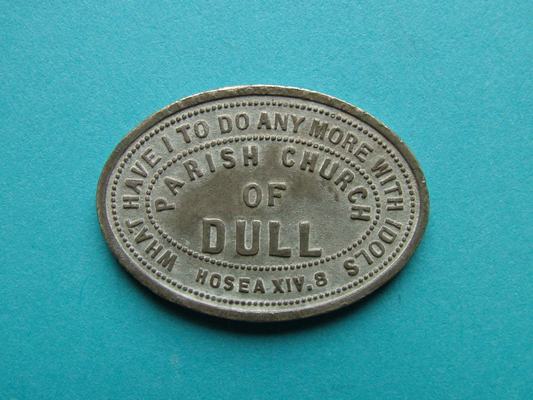 WHAT HAVE I TO DO ANY MORE WITH IDOLS
PARISH CHURCH
OF
DULL
HOSEA XIV. 8